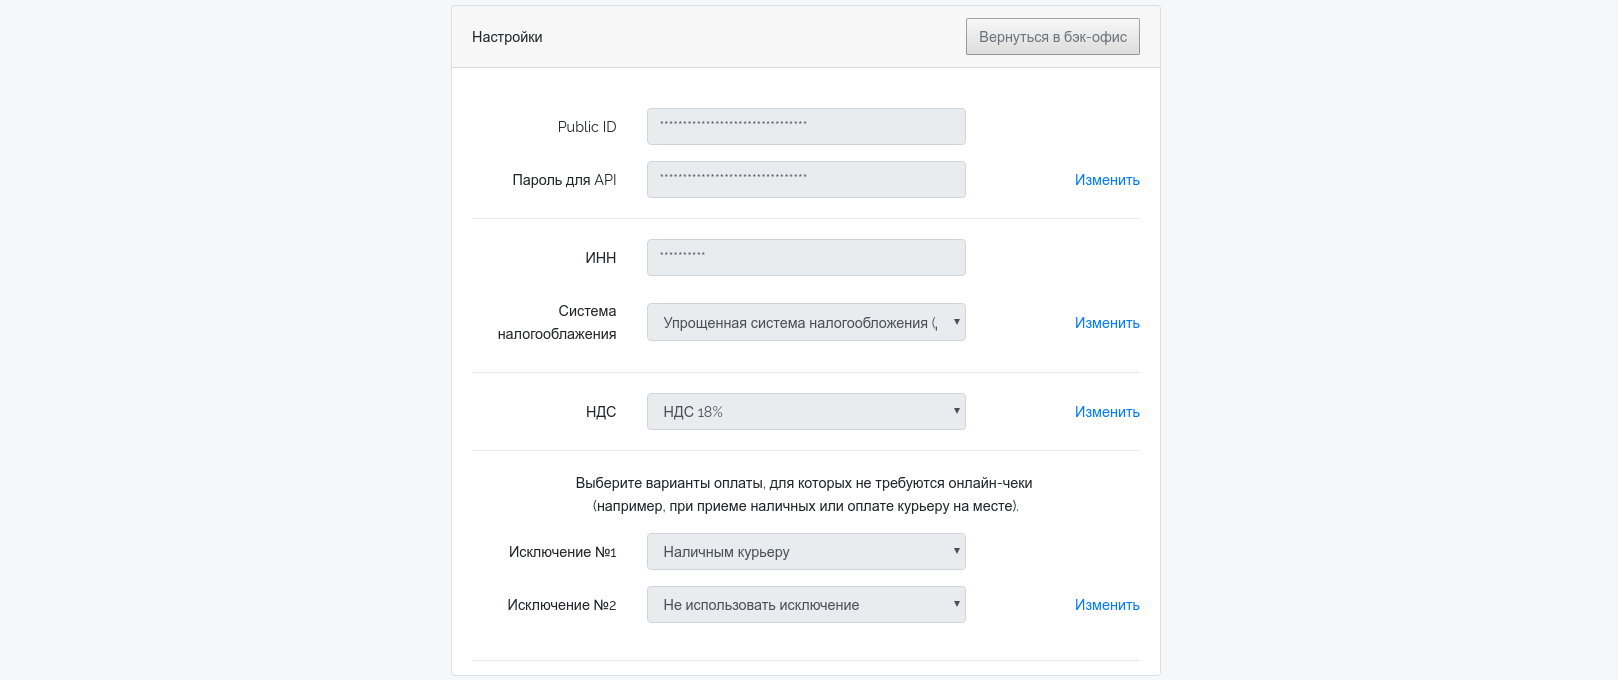 Настройки
Вернуться в бэк-офис
Public ID
********************************
Пароль для API
********************************
Изменить
ИНН
**********
Система
налогооблажения
Упрощенная система налогообложения (
Изменить
НДС
НДС 18%
Изменить
Выберите варианты оплаты, для которых не требуются онлайн-чеки
(например, при приеме наличных или оплате курьеру на месте).
Исключение №1
Наличным курьеру
Исключение №2
Не использовать исключение
Изменить